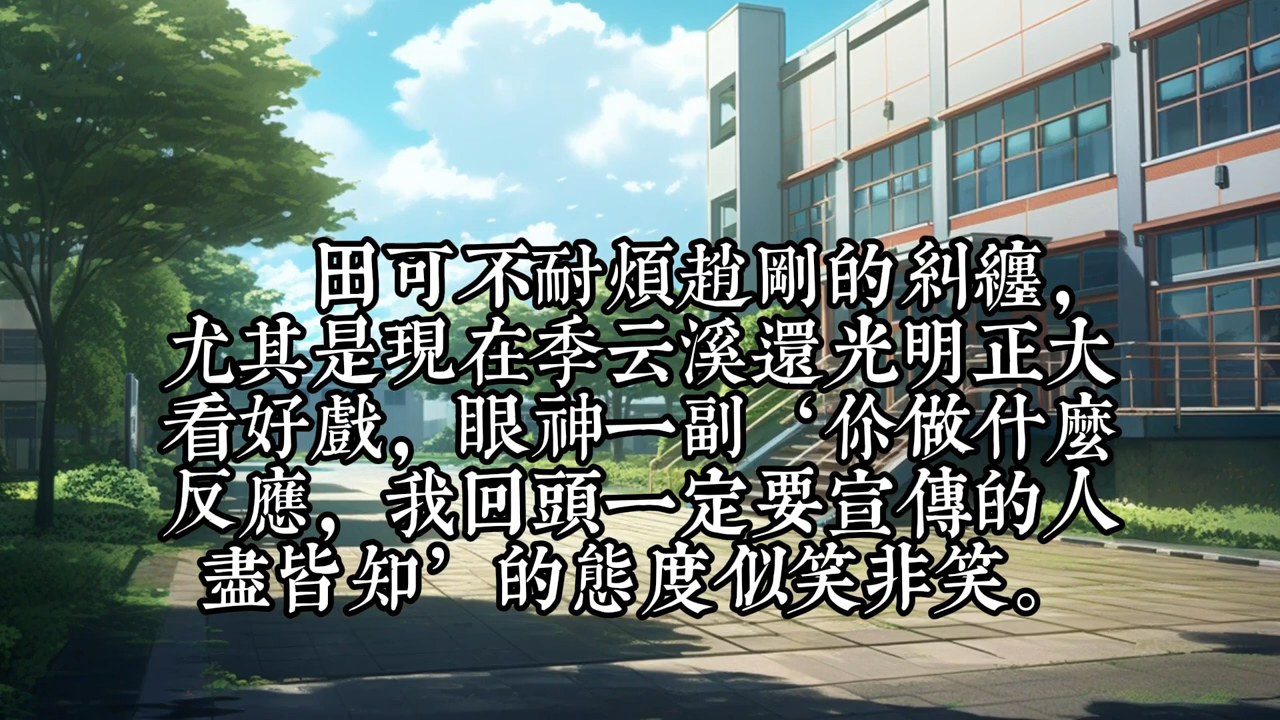 田可不耐煩趙剛的糾纏，
尤其是現在季云溪還光明正大
看好戲，眼神一副‘你做什麼
反應，我回頭一定要宣傳的人
盡皆知’的態度似笑非笑。